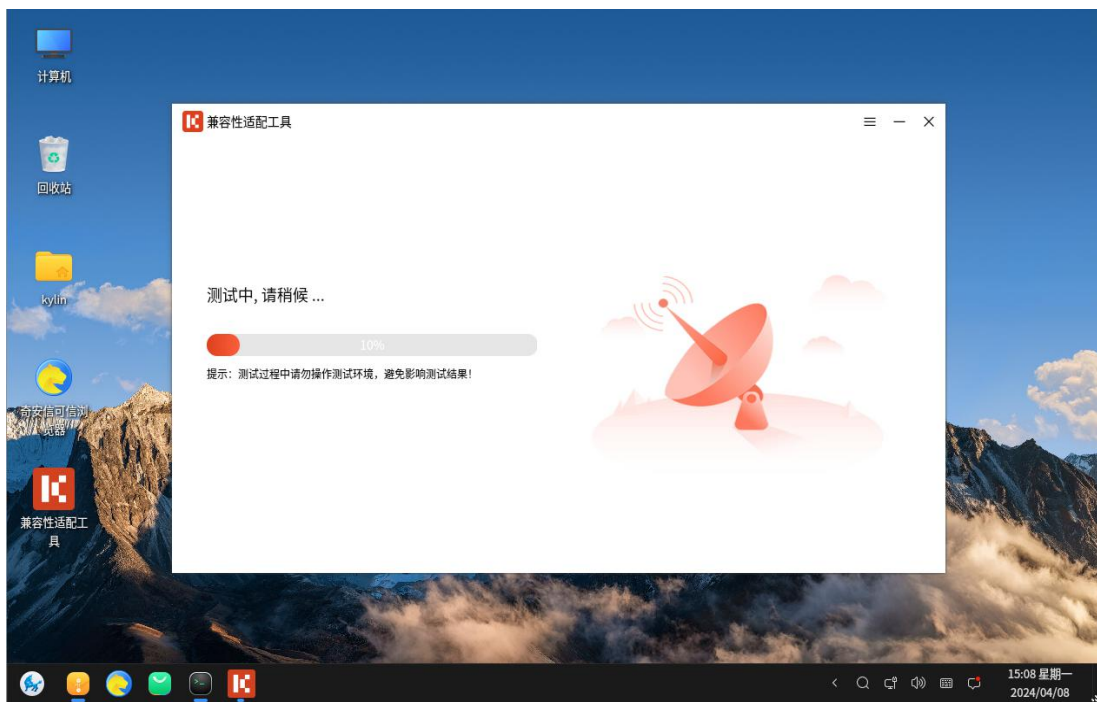 计算机
回收站
kylin
奇安信可信浏
览器
兼容性适配工
具
兼容性适配工具
测试中, 请稍候 ...
10%
提示：测试过程中请勿操作测试环境，避免影响测试结果！
15:08 星期一
2024/04/08